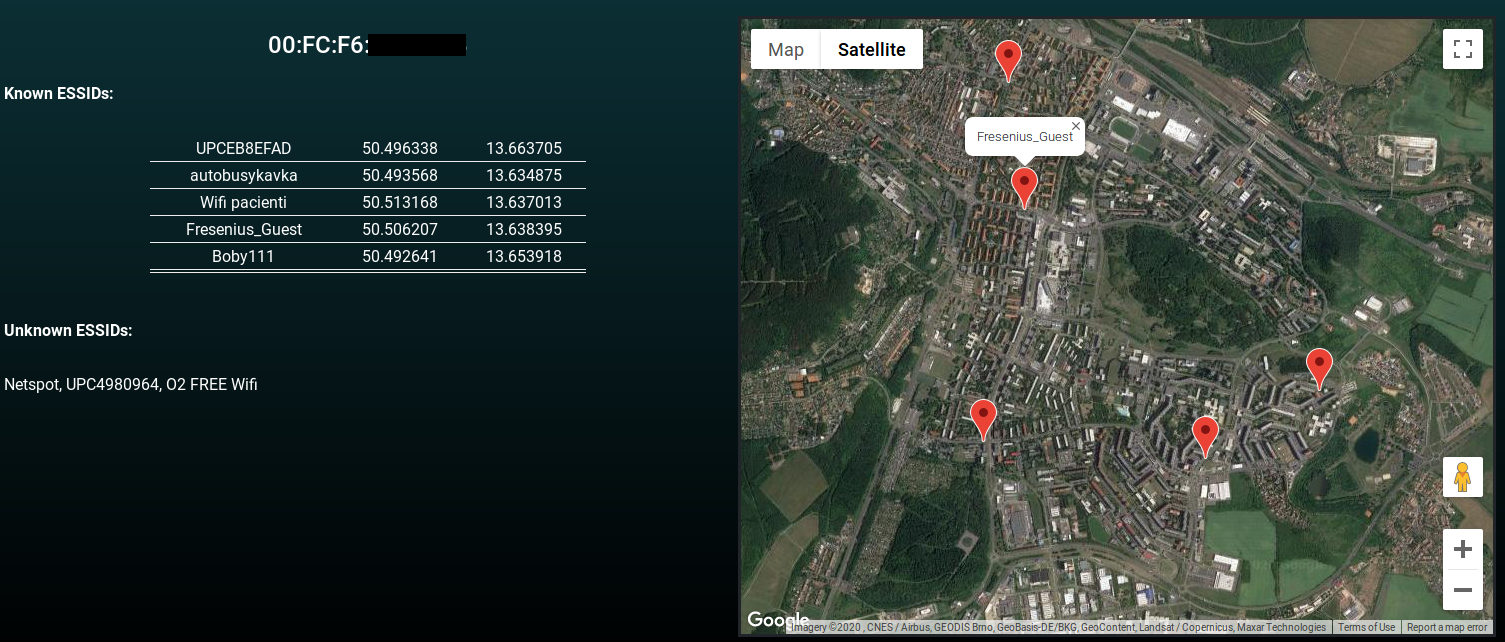 00:FC:F6:
Known ESSIDs:
UPCEB8EFAD 50.496338 13.663705
autobusykavka 50.493568 13.634875
Wifi pacienti 50.513168 13.637013
Fresenius_Guest 50.506207 13.638395
Boby111 50.492641 13.653918
Unknown ESSIDs:
Netspot, UPC4980964, O2 FREE Wifi
Map Satellite
Fresenius_Guest
Google
Imagery ©2020 , CNES / Airbus, GEODIS Brno, GeoBasis-DE/BKG, GeoContent, Landsat / Copernicus, Maxar Technologies Terms of Use Report a map error